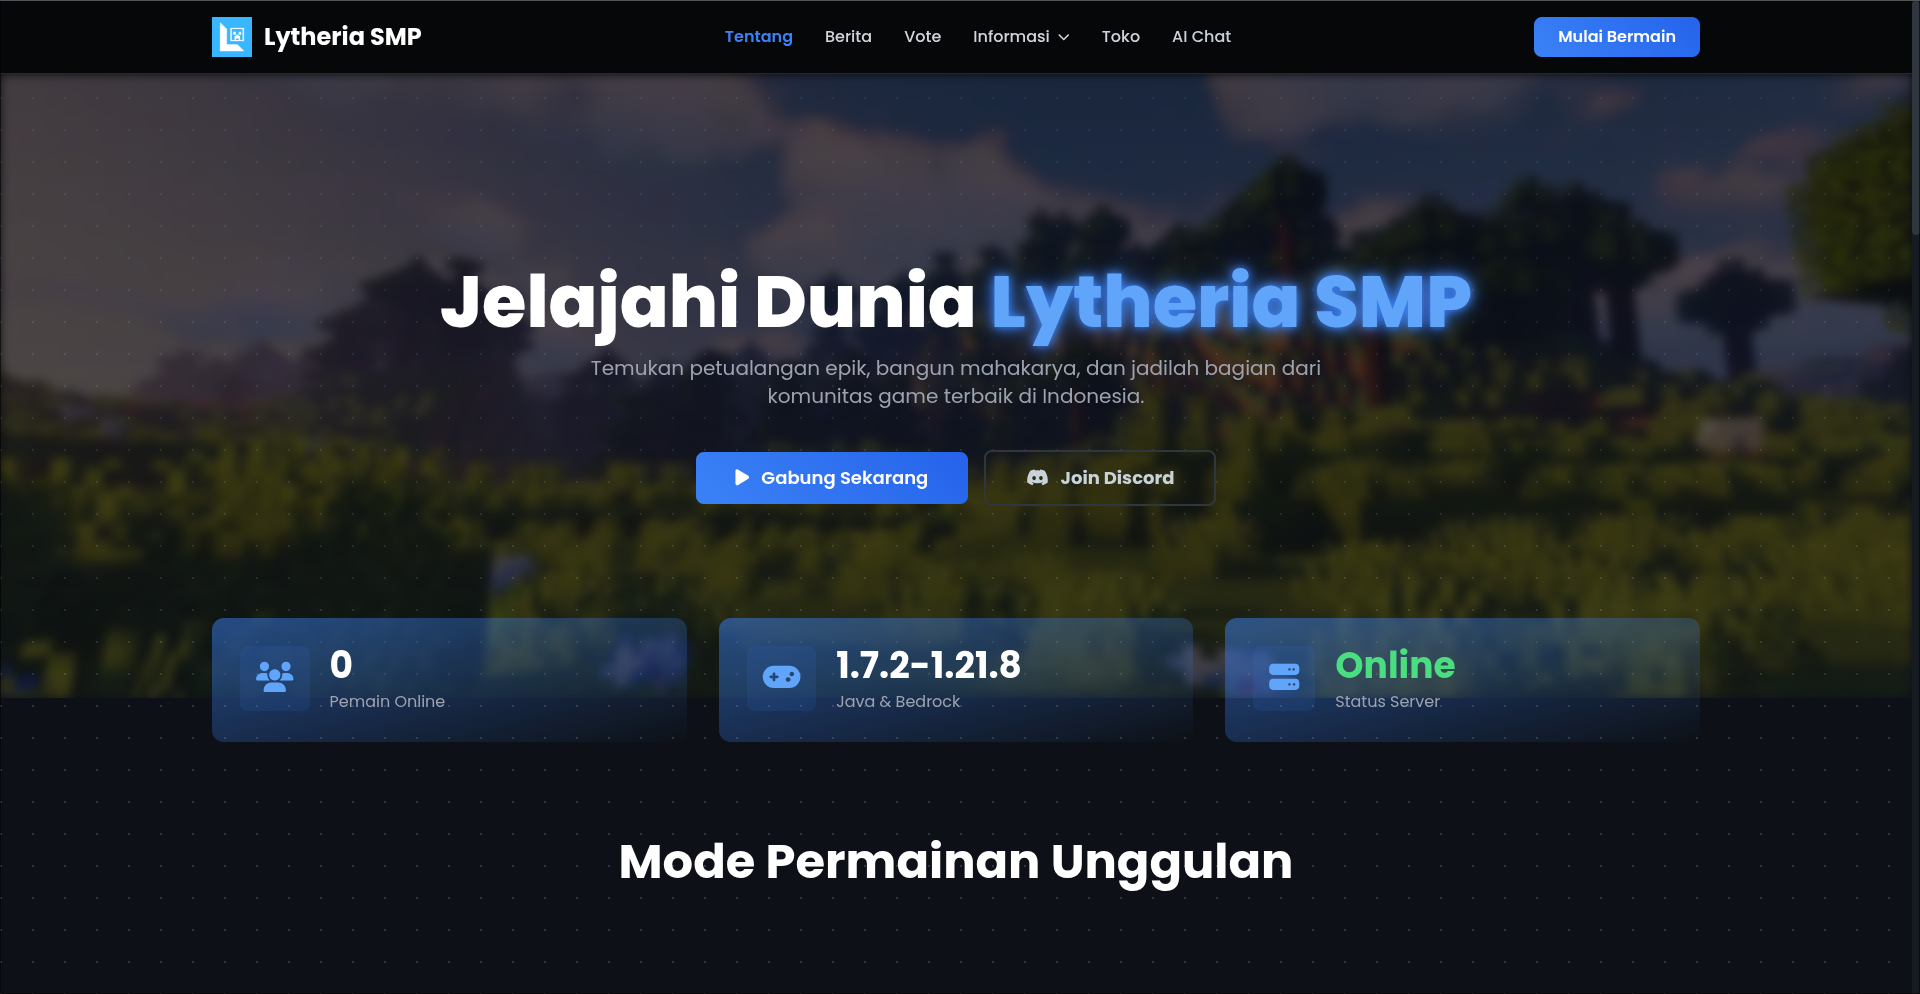 Lytheria SMP
Tentang
Berita
Vote
Informasi
Toko
AI Chat
Mulai Bermain
Jelajahi Dunia Lytheria SMP
Temukan petualangan epik, bangun mahakarya, dan jadilah bagian dari
komunitas game terbaik di Indonesia.
Gabung Sekarang
Join Discord
0
Pemain Online
1.7.2-1.21.8
Java & Bedrock
Online
Status Server
Mode Permainan Unggulan